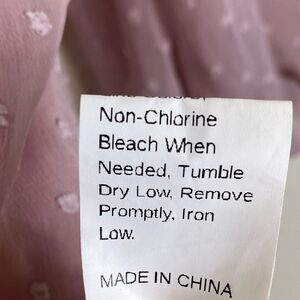 Non-Chlorine
Bleach When
Needed, Tumble
Dry Low, Remove
Promptly, Iron
Low.
MADE IN CHINA